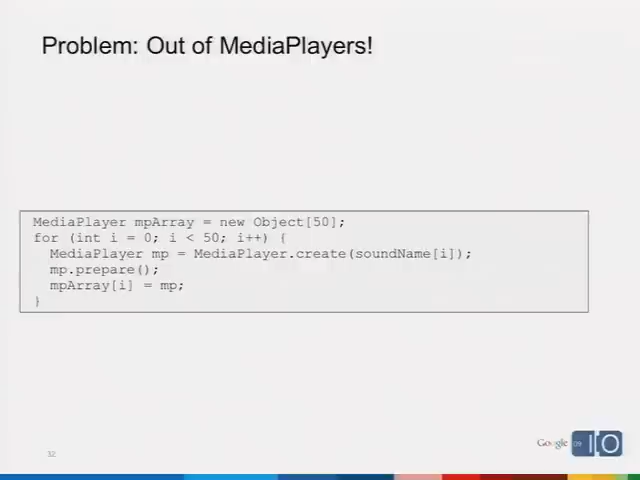 Problem: Out of MediaPlayers!
MediaPlayer mpArray = new Object[50];
for (int i = 0; i < 50; i++) {
MediaPlayer mp = MediaPlayer.create(soundName[i]);
mp.prepare();
mpArray[i] = mp;
}
32
Google 09 IO